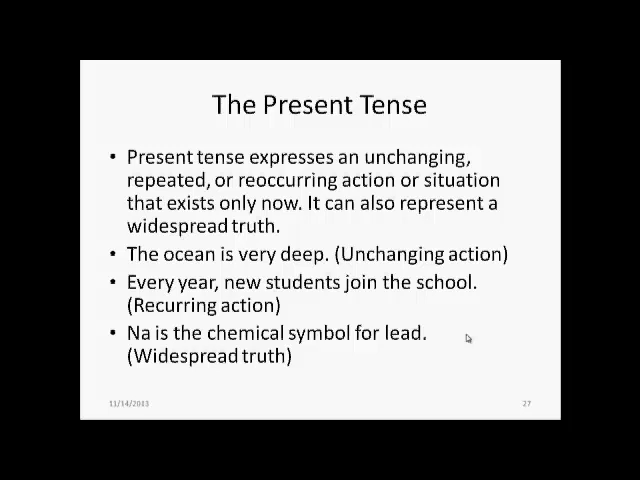 The Present Tense
• Present tense expresses an unchanging,
repeated, or reoccurring action or situation
that exists only now. It can also represent a
widespread truth.
• The ocean is very deep. (Unchanging action)
• Every year, new students join the school.
(Recurring action)
• Na is the chemical symbol for lead.
(Widespread truth)
11/14/2013
27